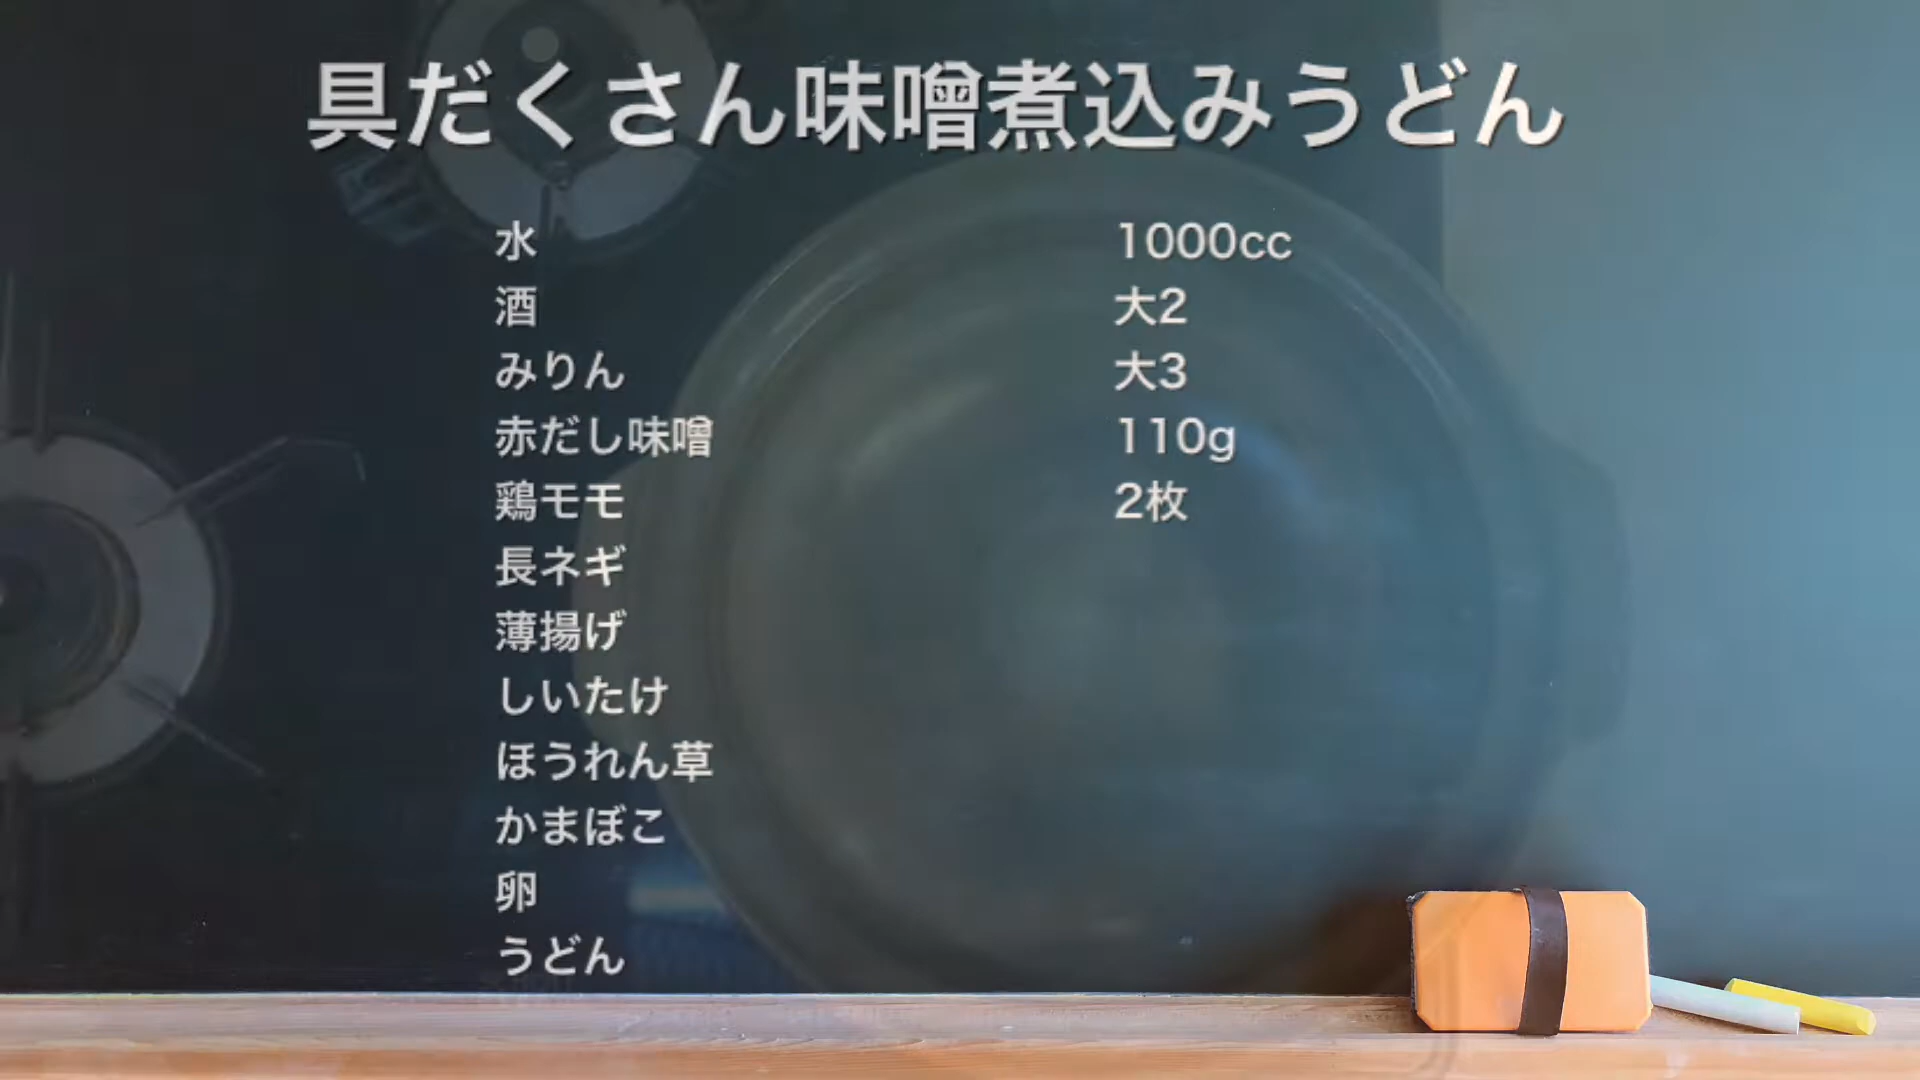 具だくさん味噌煮込みうどん
水 1000cc
酒 大2
みりん 大3
赤だし味噌 110g
鶏モモ 2枚
長ネギ
薄揚げ
しいたけ
ほうれん草
かまぼこ
卵
うどん